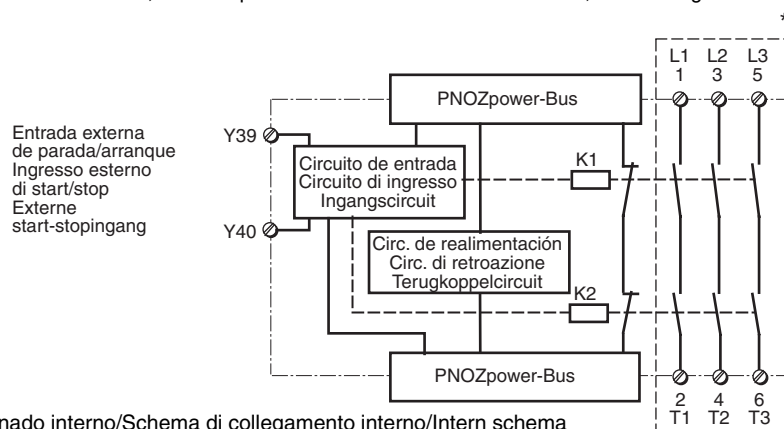 *
L1 L2 L3
1 3 5
PNOZpower-Bus
Entrada externa
de parada/arranque
Ingresso esterno
di start/stop
Externe
start-stopingang
Y39
Y40
Circuito de entrada
Circuito di ingresso
Ingangscircuit
K1
Circ. de realimentación
Circ. di retroazione
Terugkoppelcircuit
K2
PNOZpower-Bus
2 4 6
T1 T2 T3
interno/Schema di collegamento interno/Intern schema